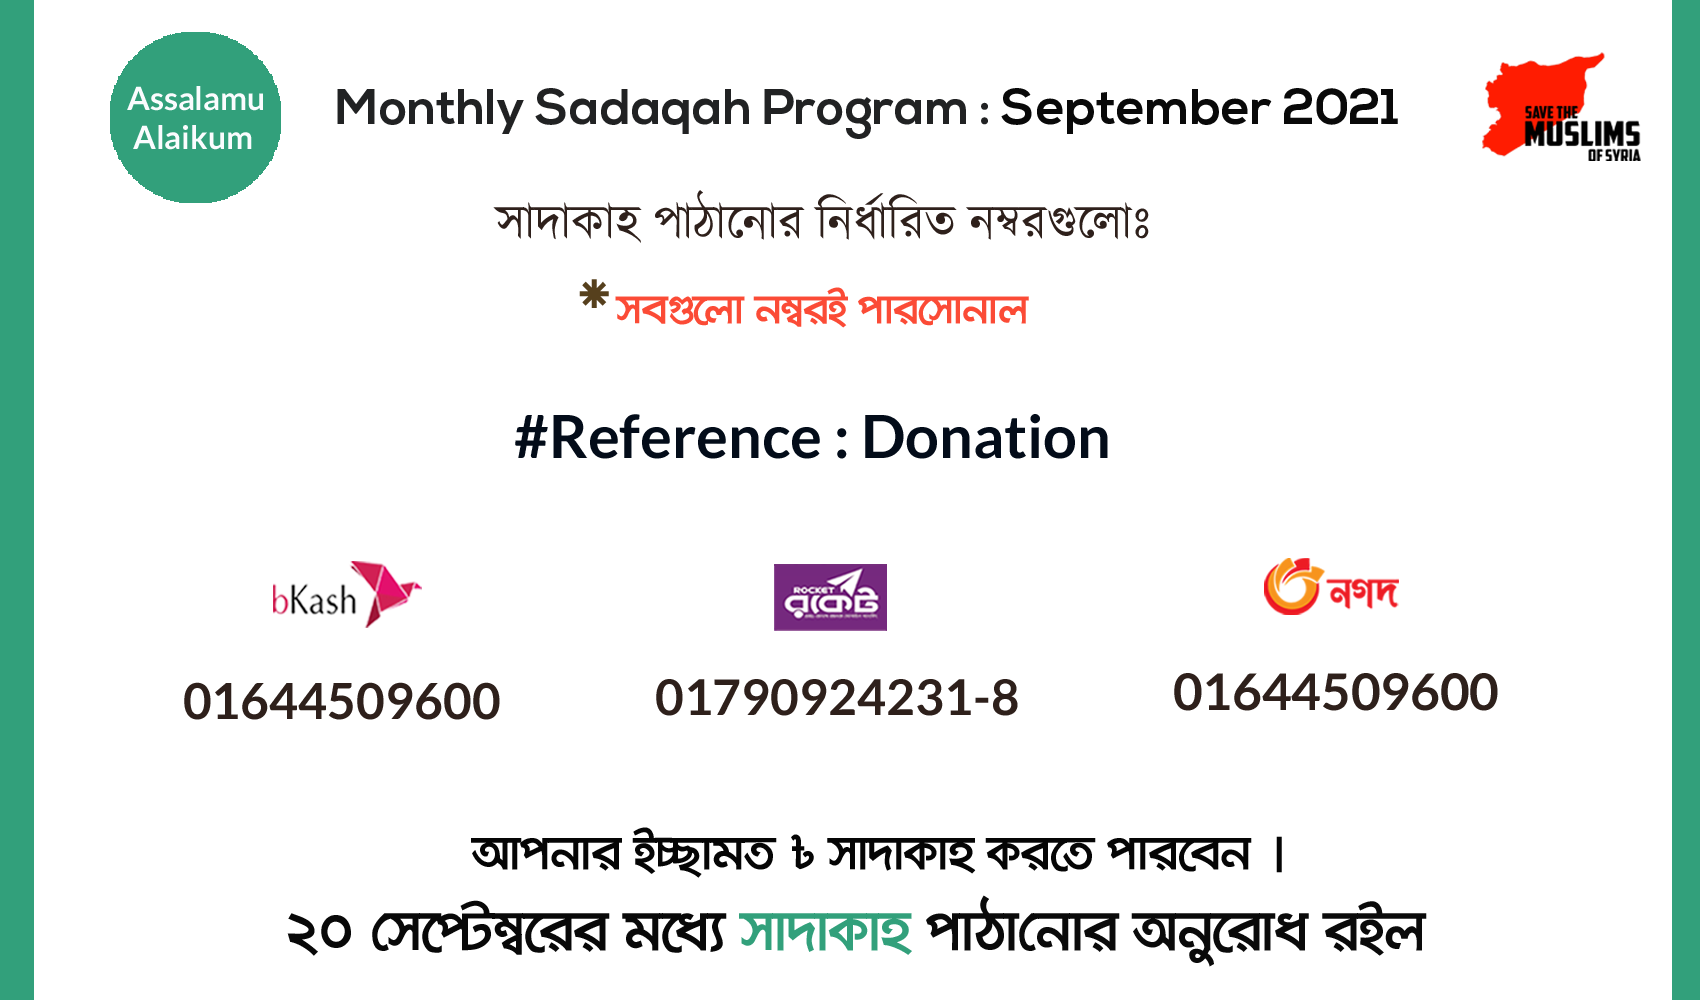 Assalamu
Alaikum
Monthly Sadaqah Program : September 2021
SAVE THE
MUSLIMS
OF SYRIA
সাদাকাহ পাঠানোর নির্ধারিত নম্বরগুলোঃ
* সবগুলো নম্বরই পারসোনাল
#Reference : Donation
bKash
ROCKET
রকেট
নগদ
01644509600
01790924231-8
01644509600
আপনার ইচ্ছামত ৳ সাদাকাহ করতে পারবেন ।
২০ সেপ্টেম্বরের মধ্যে সাদাকাহ পাঠানোর অনুরোধ রইল